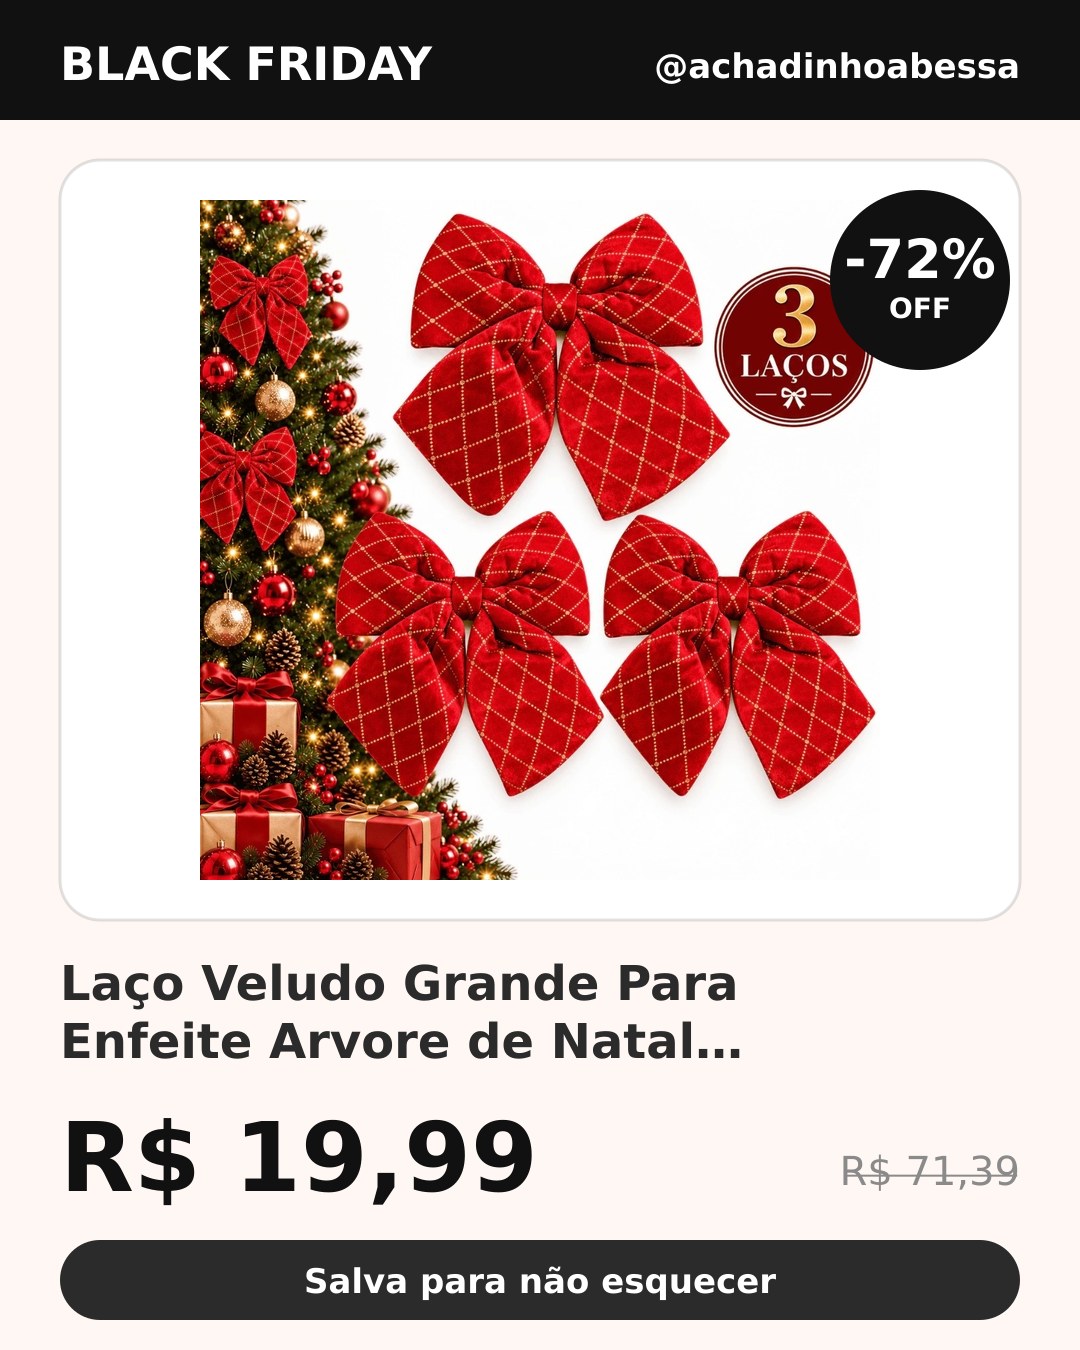 BLACK FRIDAY
@achadinhoabessa
-72%
OFF
3
LAÇOS
Laço Veludo Grande Para
Enfeite Arvore de Natal...
R$ 19,99
R$ 71,39
Salva para não esquecer